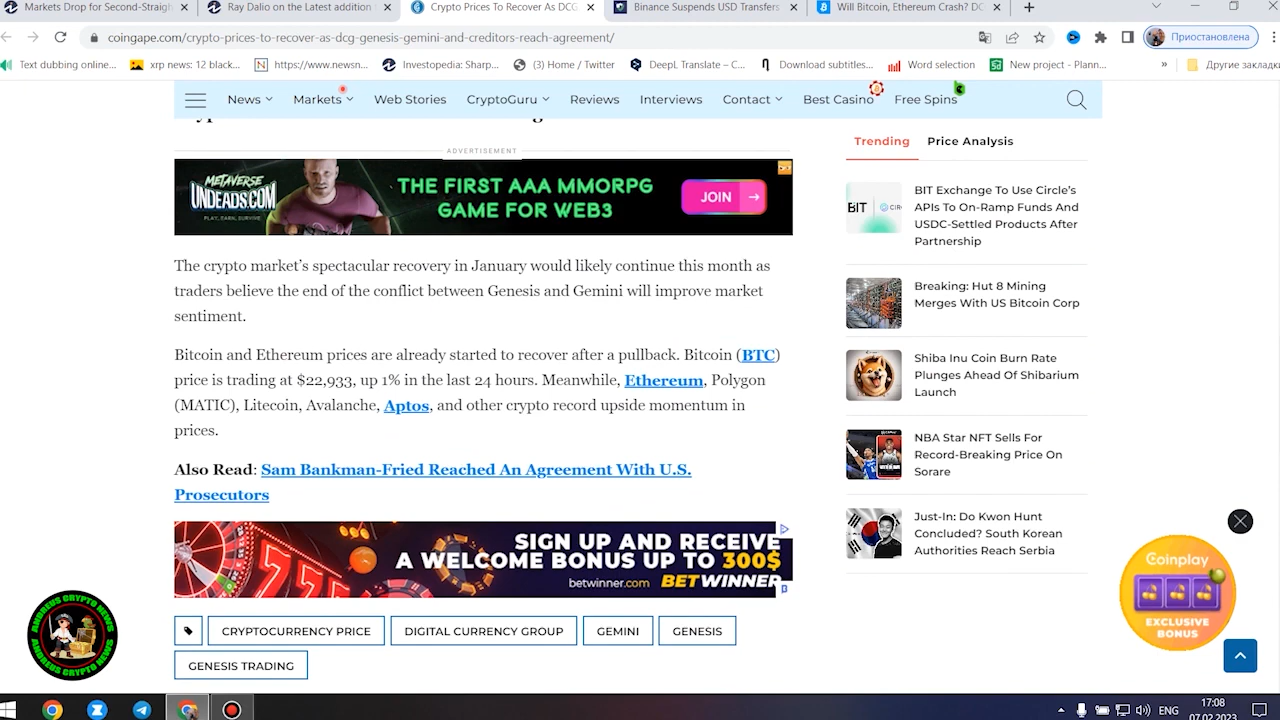 Markets Drop for Second-Straigh
Ray Dalio on the Latest addition
Crypto Prices To Recover As DCG
Binance Suspends USD Transfers
Will Bitcoin, Ethereum Crash? DC
coingape.com/crypto-prices-to-recover-as-dcg-genesis-gemini-and-creditors-reach-agreement/
Приостановлена
Text dubbing online...
xrp news: 12 black...
https://www.newsn...
Investopedia: Sharp...
(3) Home / Twitter
DeepL Translate – C...
Download subtitles...
Word selection
New project - Plann...
»
Другие закладки
News
Markets
Web Stories
CryptoGuru
Reviews
Interviews
Contact
Best Casino
Free Spins
ADVERTISEMENT
METAVERSE
UNDEADS.COM
PLAY, EARN, SURVIVE
THE FIRST AAA MMORPG
GAME FOR WEB3
JOIN
The crypto market’s spectacular recovery in January would likely continue this month as
traders believe the end of the conflict between Genesis and Gemini will improve market
sentiment.
Bitcoin and Ethereum prices are already started to recover after a pullback. Bitcoin (BTC)
price is trading at $22,933, up 1% in the last 24 hours. Meanwhile, Ethereum, Polygon
(MATIC), Litecoin, Avalanche, Aptos, and other crypto record upside momentum in
prices.
Also Read: Sam Bankman-Fried Reached An Agreement With U.S.
Prosecutors
SIGN UP AND RECEIVE
A WELCOME BONUS UP TO 300$
betwinner.com BETWINNER
CRYPTOCURRENCY PRICE
DIGITAL CURRENCY GROUP
GEMINI
GENESIS
GENESIS TRADING
Trending
Price Analysis
BIT
CIR
BIT Exchange To Use Circle’s
APIs To On-Ramp Funds And
USDC-Settled Products After
Partnership
Breaking: Hut 8 Mining
Merges With US Bitcoin Corp
Shiba Inu Coin Burn Rate
Plunges Ahead Of Shibarium
Launch
NBA Star NFT Sells For
Record-Breaking Price On
Sorare
Just-In: Do Kwon Hunt
Concluded? South Korean
Authorities Reach Serbia
Coinplay
EXCLUSIVE
BONUS
ANDREUS CRYPTO NEWS
ANDREUS CRYPTO NEWS
ENG
17:08
07.02.2023